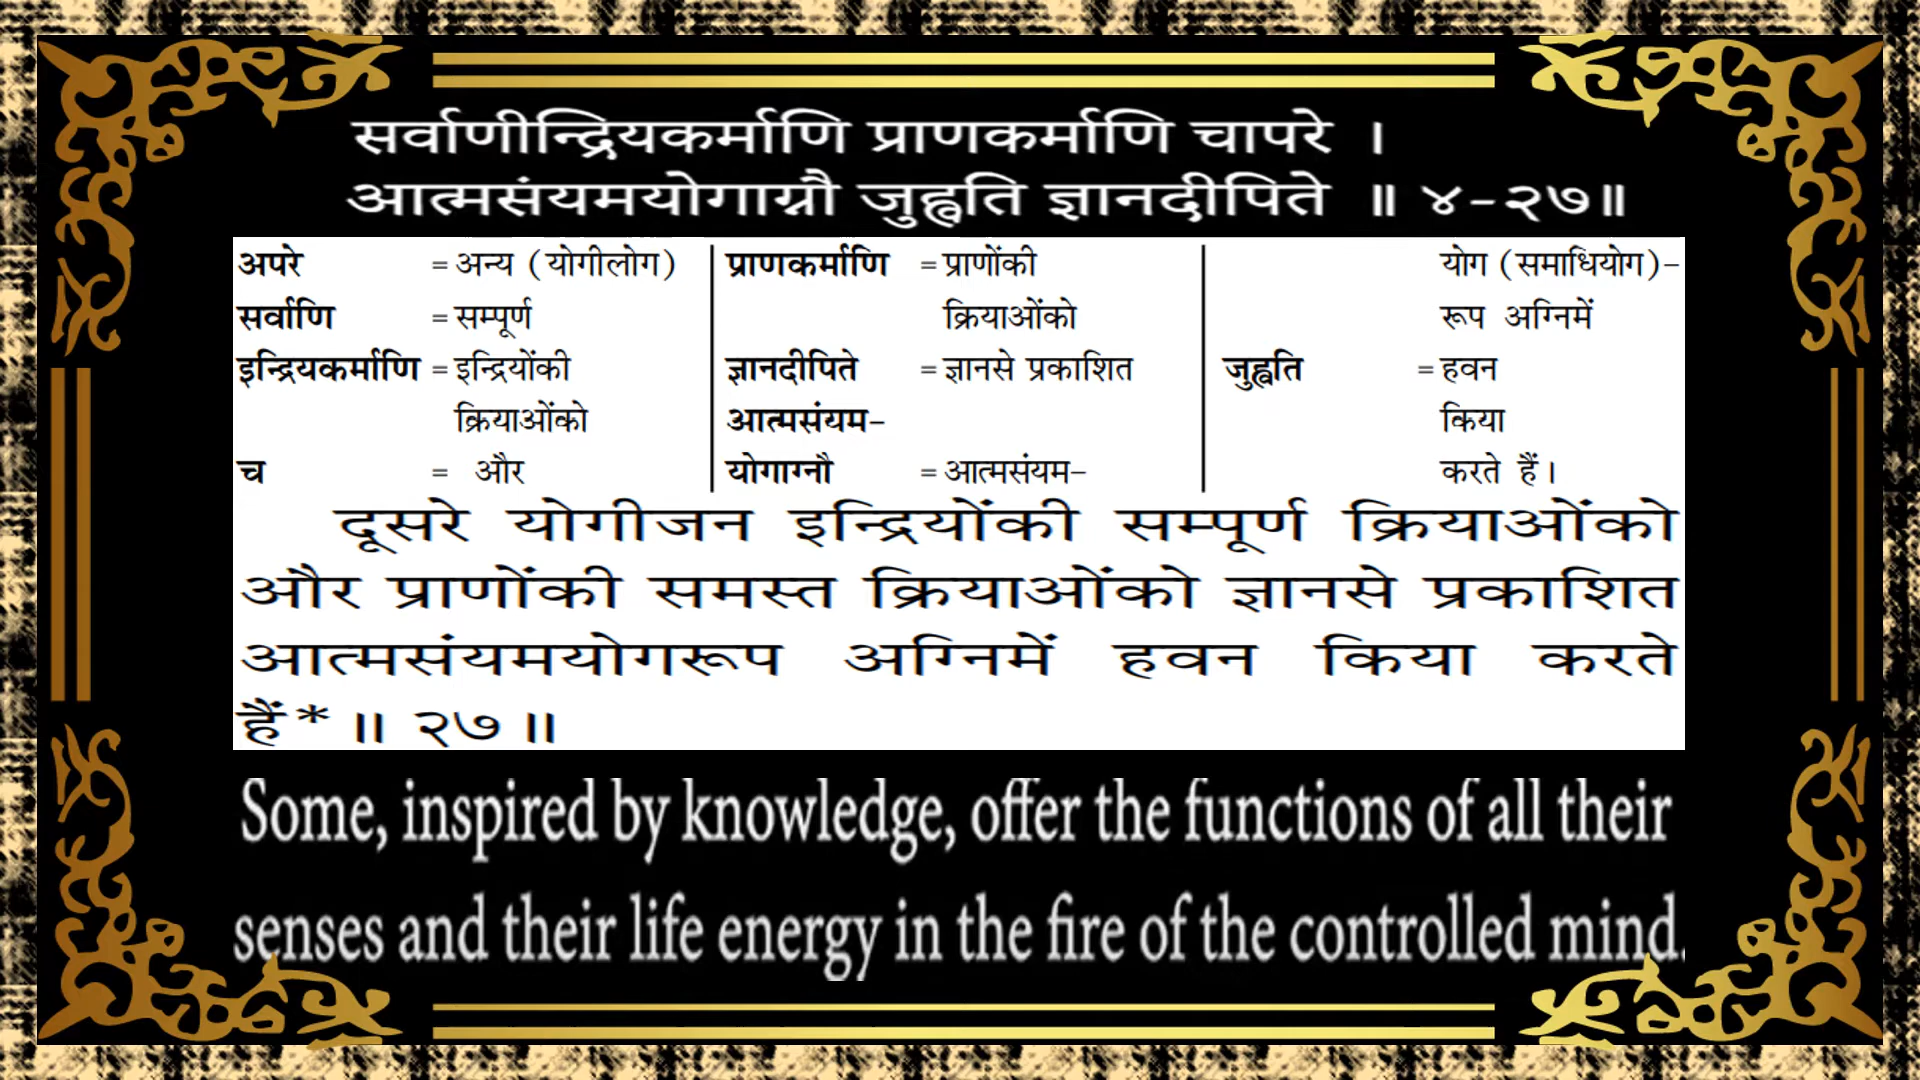 सर्वाणीन्द्रियकर्माणि प्राणकर्माणि चापरे ।
आत्मसंयमयोगाग्नौ जुह्वति ज्ञानदीपिते ॥ ४-२७॥
अपरे = अन्य (योगीलोग)
सर्वाणि = सम्पूर्ण
इन्द्रियकर्माणि = इन्द्रियोंकी
क्रियाओंको
च = और
प्राणकर्माणि = प्राणोंकी
क्रियाओंको
ज्ञानदीपिते = ज्ञानसे प्रकाशित
आत्मसंयम-
योगाग्नौ = आत्मसंयम-
योग (समाधियोग)-
रूप अग्निमें
जुह्वति = हवन
किया
करते हैं।
दूसरे योगीजन इन्द्रियोंकी सम्पूर्ण क्रियाओंको
और प्राणोंकी समस्त क्रियाओंको ज्ञानसे प्रकाशित
आत्मसंयमयोगरूप अग्निमें हवन किया करते
हैं* ॥ २७ ॥
Some, inspired by knowledge, offer the functions of all their
senses and their life energy in the fire of the controlled mind.